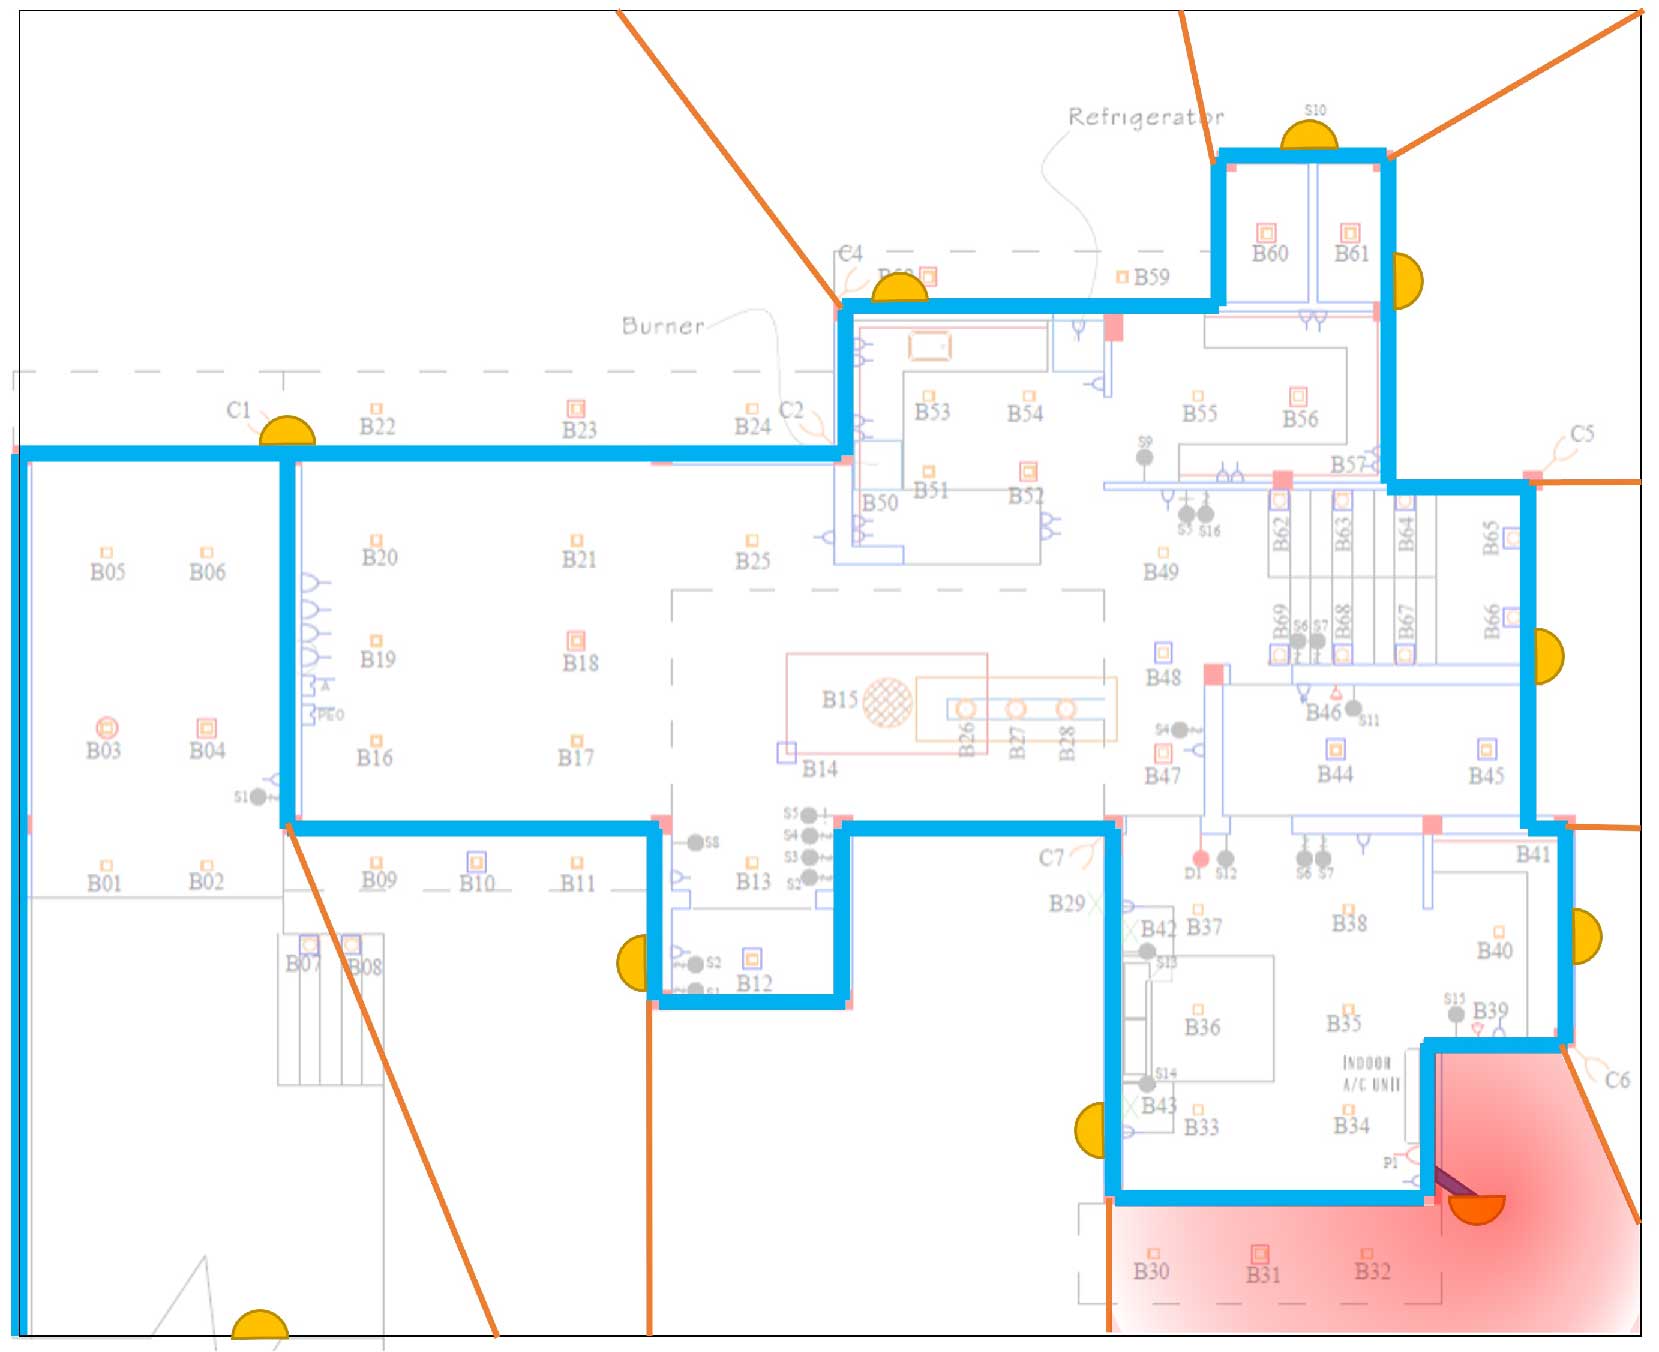 S10
Refrigerator
B60 B61
C4
B59
Burner
C5
C1 B22 B23 B24 C2
B53 B54 B55 B56
S9
B57
B50 B51 B52
S16
B62 B63 B64 B65
B05 B06 B20 B21 B25 B49
B69 S6 S7 B68 B67 B66
B19 B18 B48
A
PEO
B15 B26 B27 B28
B46 S11
S4
B03 B04 B16 B17 B14 B47 B44 B45
S1
S5
S4
S8
S3
S2
C7 D1 S12 S6 S7 B41
B01 B02 B09 B10 B11 B13
B29 B42 B37 B38
B40
S13
B07 B08 S2 B12
S1
S15
B39
B36 B35
INDOOR
A/C UNIT
S14
C6
B43 B33 B34
P1
B30 B31 B32